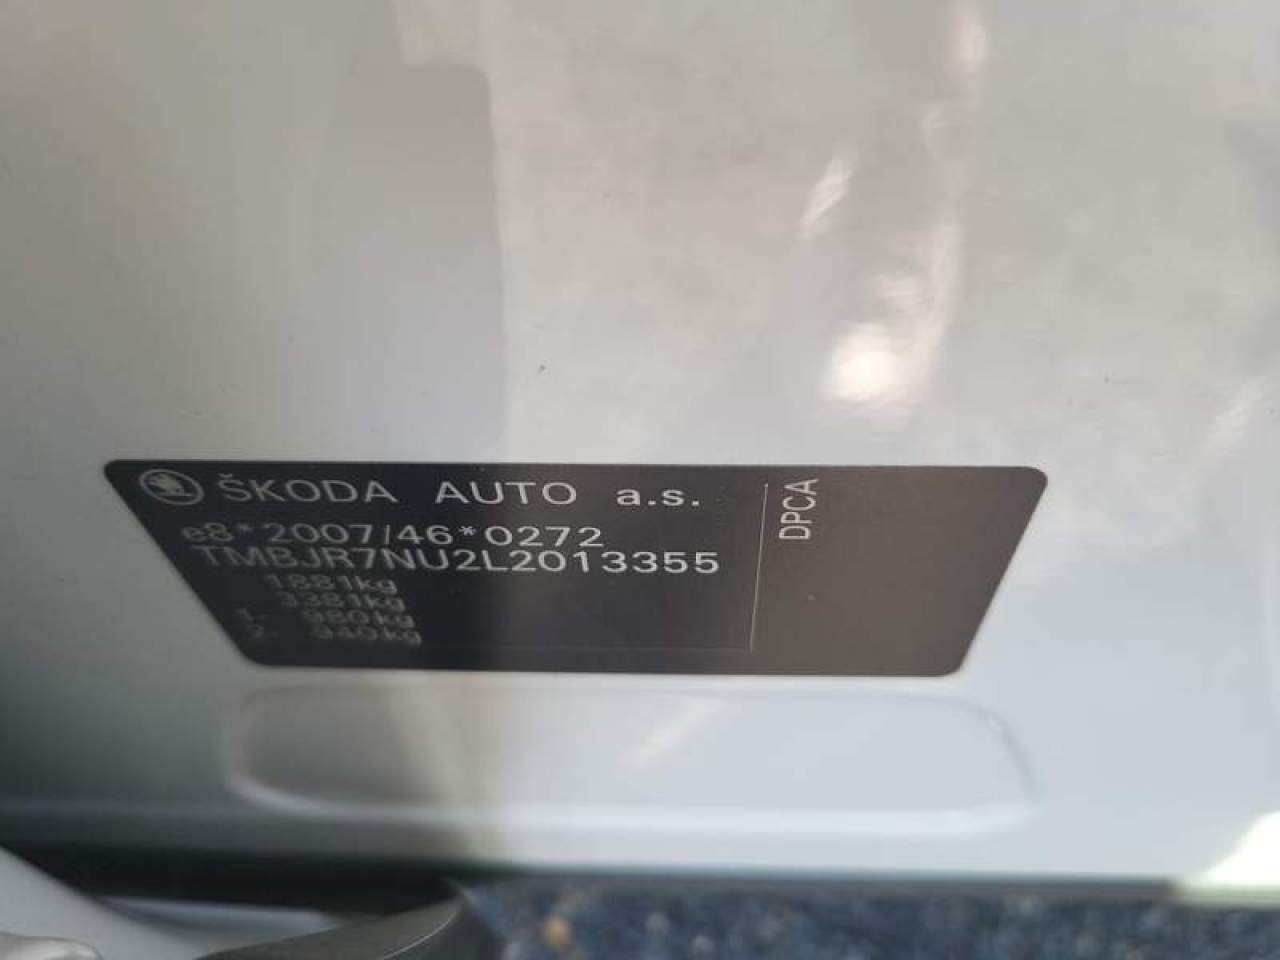 ŠKODA AUTO a.s.
e8*2007/46*0272
TMBJR7NU2L2013355
1881kg
3381kg
1- 980kg
2- 940kg
DPCA